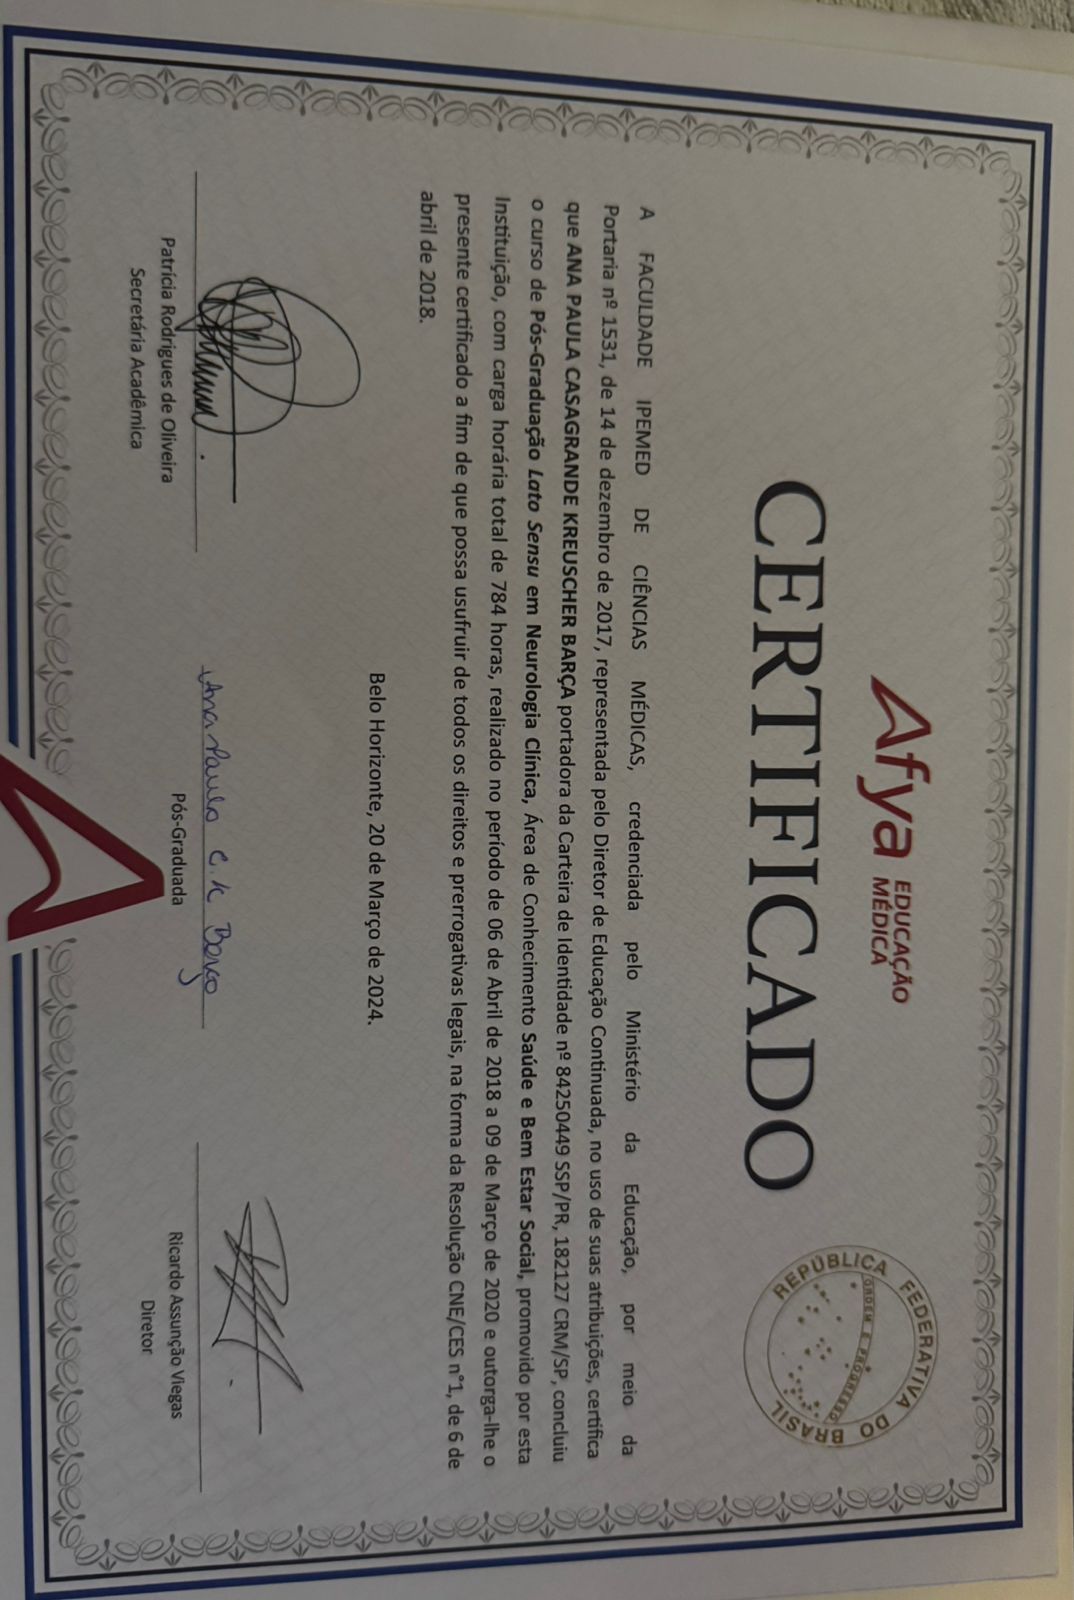 Afya EDUCAÇÃO
MÉDICA
CERTIFICADO
REPÚBLICA FEDERATIVA DO BRASIL
ORDEM E PROGRESSO
A FACULDADE IPEMED DE CIÊNCIAS MÉDICAS, credenciada pelo Ministério da Educação, por meio da
Portaria nº 1531, de 14 de dezembro de 2017, representada pelo Diretor de Educação Continuada, no uso de suas atribuições, certifica
que ANA PAULA CASAGRANDE KREUSCHER BARÇA portadora da Carteira de Identidade nº 84250449 SSP/PR, 182127 CRM/SP, concluiu
o curso de Pós-Graduação Lato Sensu em Neurologia Clínica, Área de Conhecimento Saúde e Bem Estar Social, promovido por esta
Instituição, com carga horária total de 784 horas, realizado no período de 06 de Abril de 2018 a 09 de Março de 2020 e outorga-lhe o
presente certificado a fim de que possa usufruir de todos os direitos e prerrogativas legais, na forma da Resolução CNE/CES n°1, de 6 de
abril de 2018.
Belo Horizonte, 20 de Março de 2024.
Patrícia Rodrigues de Oliveira
Secretária Acadêmica
Ana Paula C. K Barça
Pós-Graduada
Ricardo Assunção Viegas
Diretor